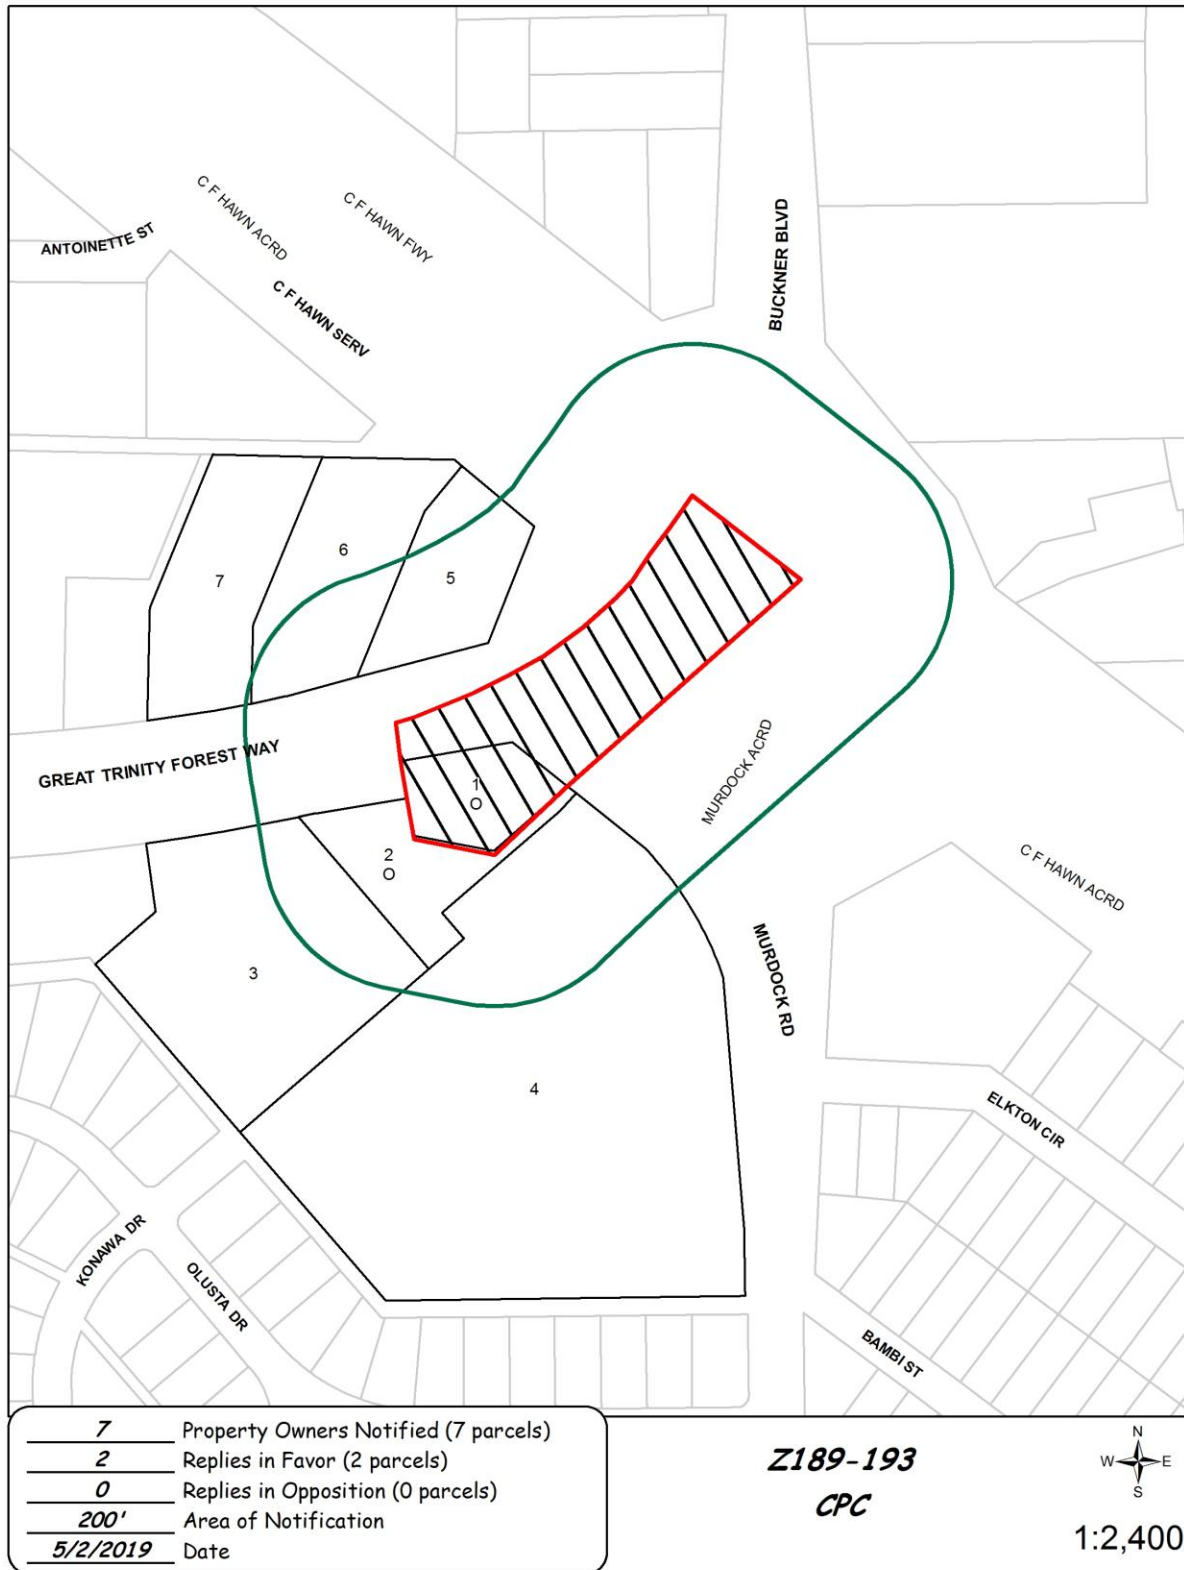 C F HAWN ACRD
C F HAWN FWY
ANTOINETTE ST
BUCKNER BLVD
C F HAWN SERV
6
7
5
GREAT TRINITY FOREST WAY
1
O
MURDOCK ACRD
2
O
C F HAWN ACRD
3
MURDOCK RD
4
ELKTON CIR
KONAWA DR
OLUSTA DR
BAMBI ST
7 Property Owners Notified (7 parcels)
2 Replies in Favor (2 parcels)
0 Replies in Opposition (0 parcels)
200' Area of Notification
5/2/2019 Date
Z189-193
CPC
N
W E
S
1:2,400